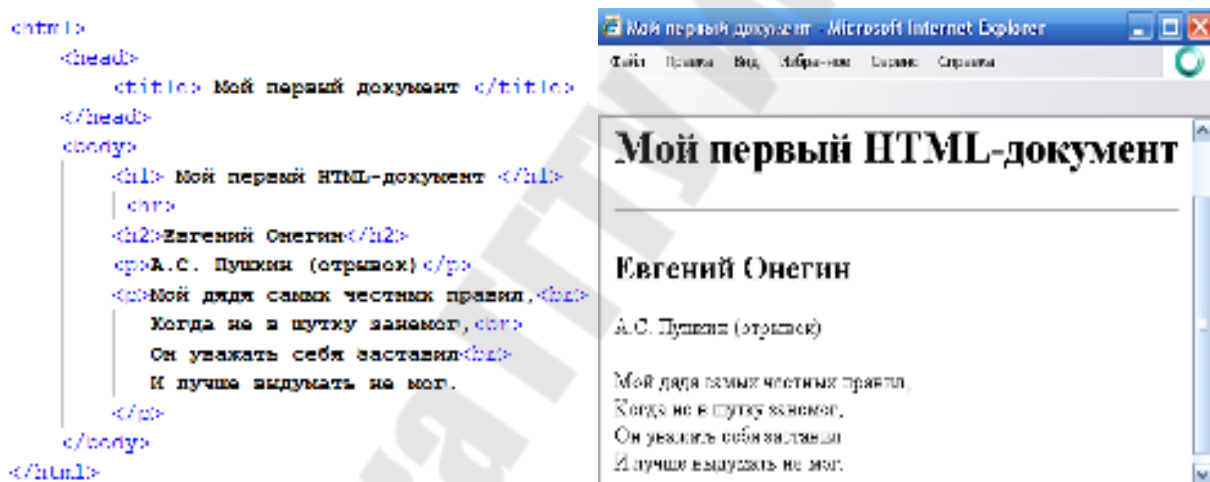 <html>
<head>
<title> Мой первый документ </title>
</head>
<body>
<h1> Мой первый HTML-документ </h1>
<hr>
<h2>Евгений Онегин</h2>
<p>А.С. Пушкин (отрывок)</p>
<p>Мой дядя самых честных правил,<br>
Когда не в шутку занемог,<br>
Он уважать себя заставил<br>
И лучше выдумать не мог.
</p>
</body>
</html>
Мой первый документ - Microsoft Internet Explorer
Файл Правка Вид Избранное Сервис Справка
Мой первый HTML-документ
Евгений Онегин
А.С. Пушкин (отрывок)
Мой дядя самых честных правил,
Когда не в шутку занемог,
Он уважать себя заставил
И лучше выдумать не мог.